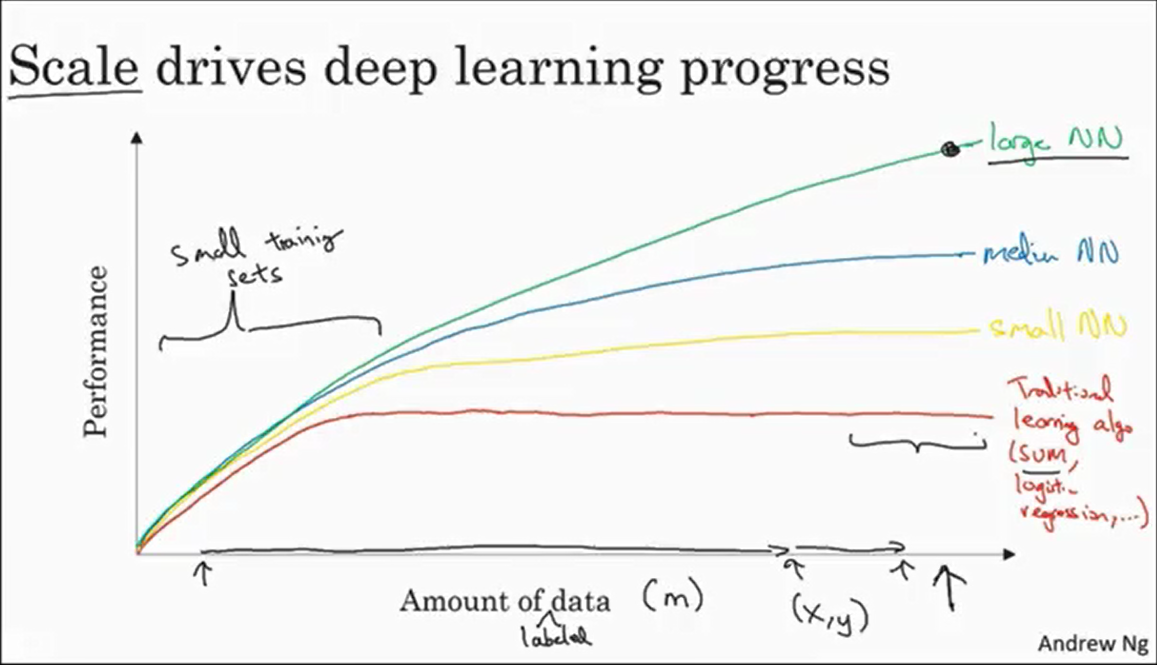 Scale drives deep learning progress
large NN
small training
sets
medium NN
Performance
small NN
Traditional
learning algo
(SVM,
logistic
regression,...)
Amount of data (m)
labeled
(x,y)
Andrew Ng